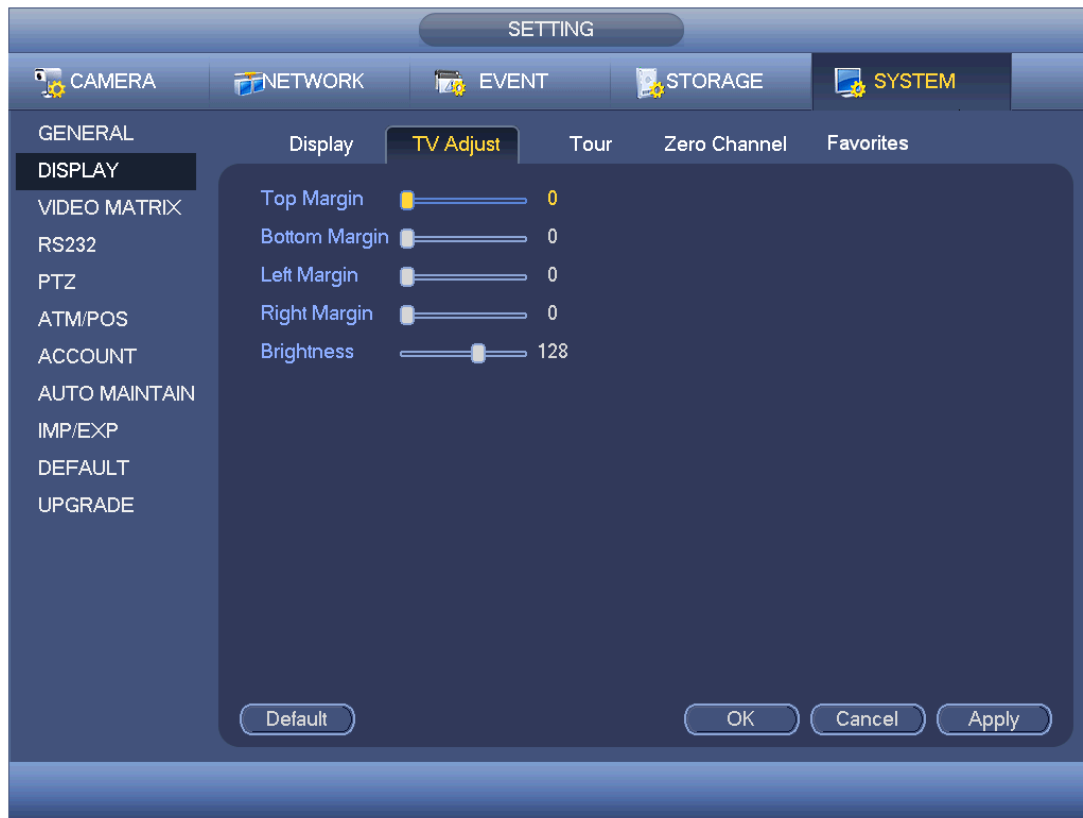 SETTING
CAMERA NETWORK EVENT STORAGE SYSTEM
GENERAL
DISPLAY
VIDEO MATRIX
RS232
PTZ
ATM/POS
ACCOUNT
AUTO MAINTAIN
IMP/EXP
DEFAULT
UPGRADE
Display TV Adjust Tour Zero Channel Favorites
Top Margin 0
Bottom Margin 0
Left Margin 0
Right Margin 0
Brightness 128
Default OK Cancel Apply